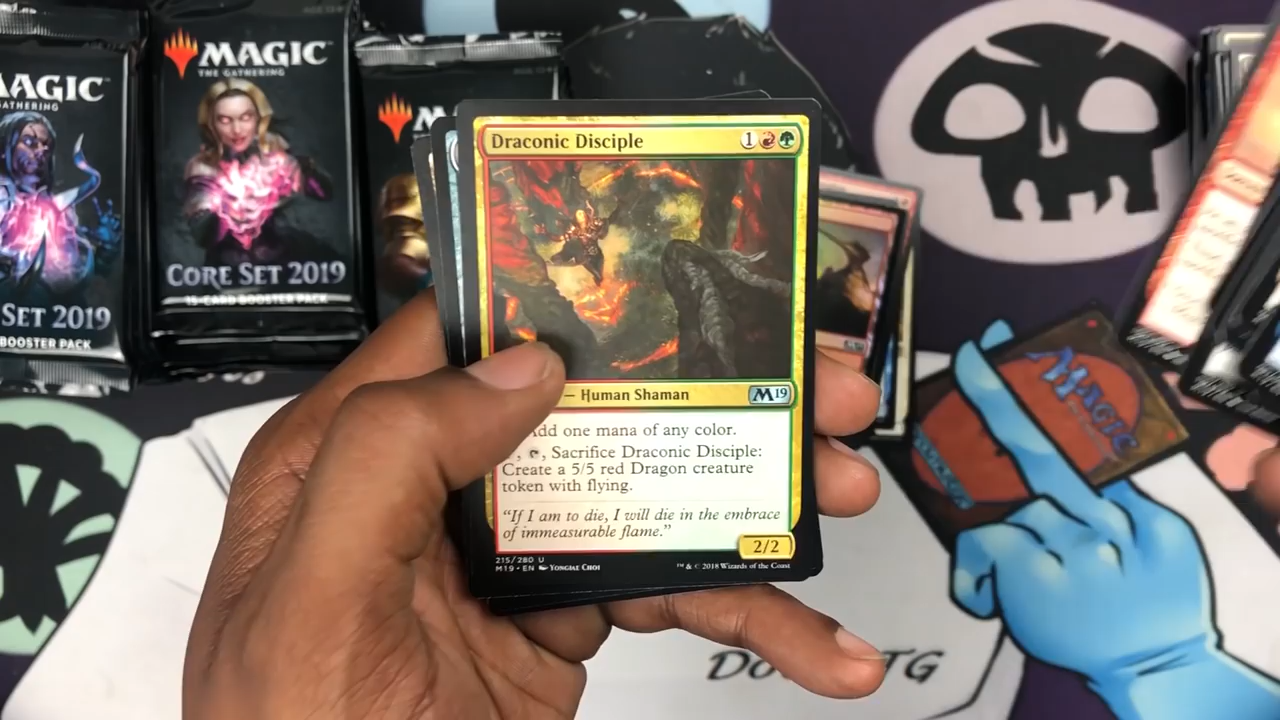 MAGIC
GATHERING
SET 2019
BOOSTER PACK
MAGIC
THE GATHERING
CORE SET 2019
15-CARD BOOSTER PACK
M
Draconic Disciple 1
— Human Shaman M19
Add one mana of any color.
, , Sacrifice Draconic Disciple:
Create a 5/5 red Dragon creature
token with flying.
“If I am to die, I will die in the embrace
of immeasurable flame.”
2/2
215/280 U
M19 • EN Yongjae Choi
™ & © 2018 Wizards of the Coast
MAGIC
TG